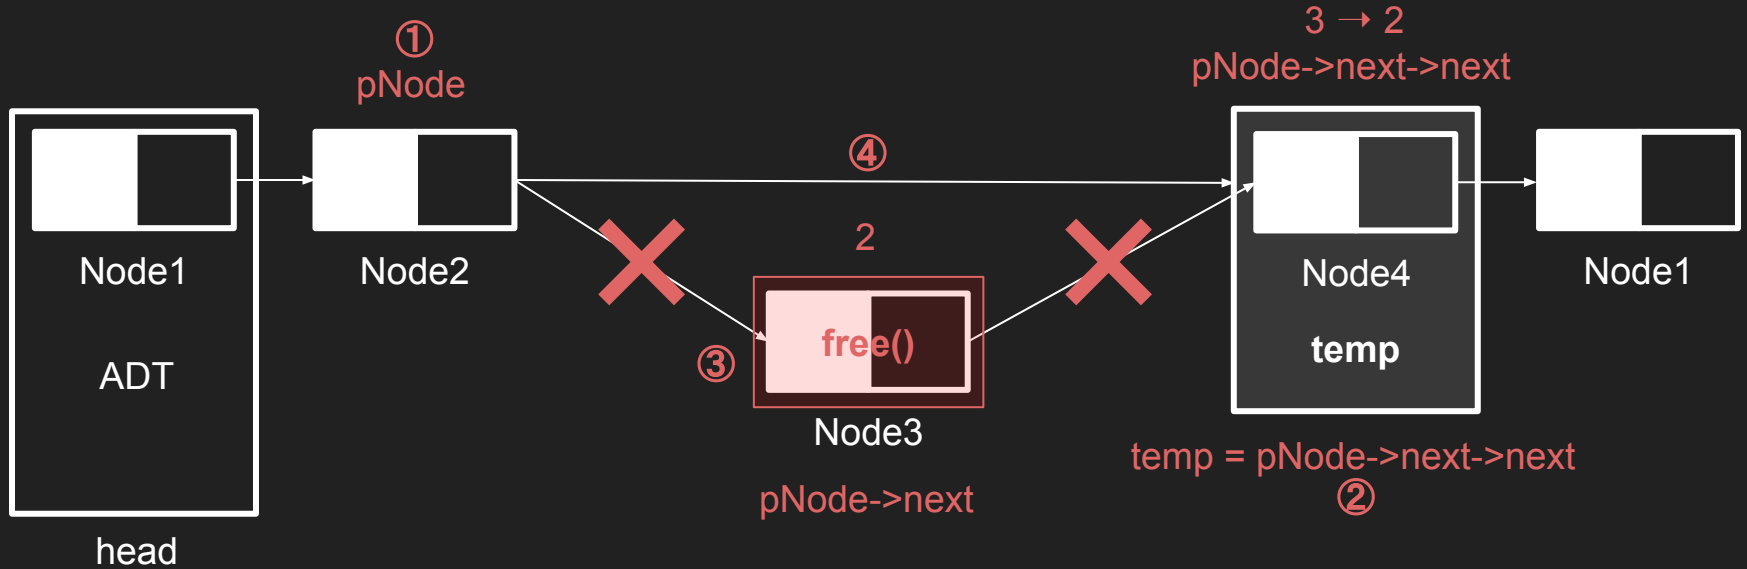 ①
pNode
3 → 2
pNode->next->next
④
2
Node1
Node2
Node4
Node1
③
free()
ADT
temp
Node3
temp = pNode->next->next
②
pNode->next
head